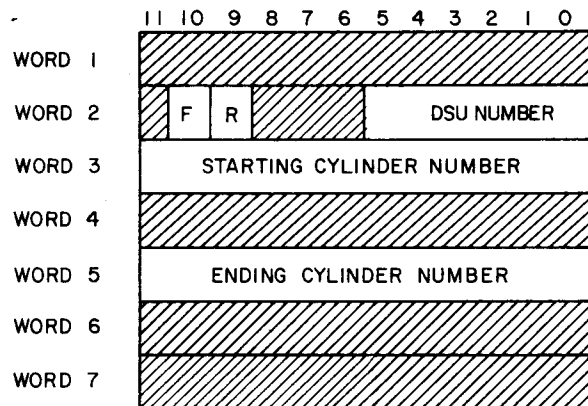 11 10 9 8 7 6 5 4 3 2 1 0
WORD 1
WORD 2 F R DSU NUMBER
WORD 3 STARTING CYLINDER NUMBER
WORD 4
WORD 5 ENDING CYLINDER NUMBER
WORD 6
WORD 7